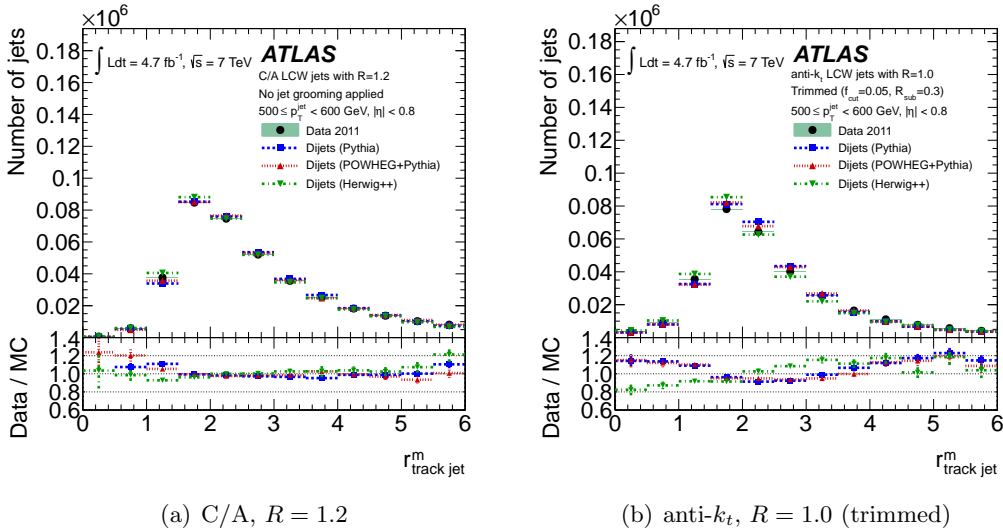 ×10⁶
Number of jets
0.18
0.16
0.14
0.12
0.1
0.08
0.06
0.04
0.02
∫ Ldt = 4.7 fb⁻¹, √s = 7 TeV
ATLAS
C/A LCW jets with R=1.2
No jet grooming applied
500 ≤ p_T^jet < 600 GeV, |η| < 0.8
Data 2011
Dijets (Pythia)
Dijets (POWHEG+Pythia)
Dijets (Herwig++)
Data / MC
1.4
1.2
1.0
0.8
0.6
0 1 2 3 4 5 6
r^m_track jet
(a) C/A, R = 1.2
×10⁶
Number of jets
0.18
0.16
0.14
0.12
0.1
0.08
0.06
0.04
0.02
∫ Ldt = 4.7 fb⁻¹, √s = 7 TeV
ATLAS
anti-k_t LCW jets with R=1.0
Trimmed (f_cut=0.05, R_sub=0.3)
500 ≤ p_T^jet < 600 GeV, |η| < 0.8
Data 2011
Dijets (Pythia)
Dijets (POWHEG+Pythia)
Dijets (Herwig++)
Data / MC
1.4
1.2
1.0
0.8
0.6
0 1 2 3 4 5 6
r^m_track jet
(b) anti-k_t, R = 1.0 (trimmed)